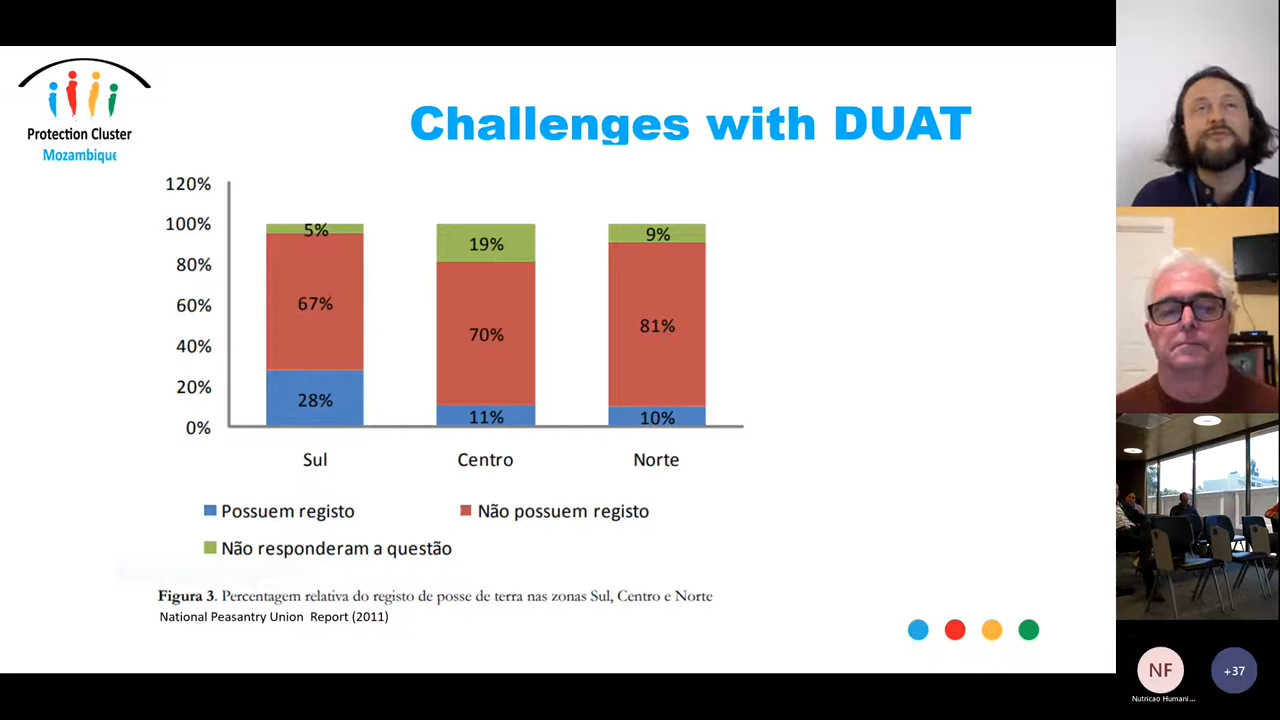 Protection Cluster
Mozambique
Challenges with DUAT
120%
100%
80%
60%
40%
20%
0%
5%
67%
28%
19%
70%
11%
9%
81%
10%
Sul
Centro
Norte
Possuem registo
Não possuem registo
Não responderam a questão
Figura 3. Percentagem relativa do registo de posse de terra nas zonas Sul, Centro e Norte
National Peasantry Union Report (2011)
NF
+37
Nutricao Humani...